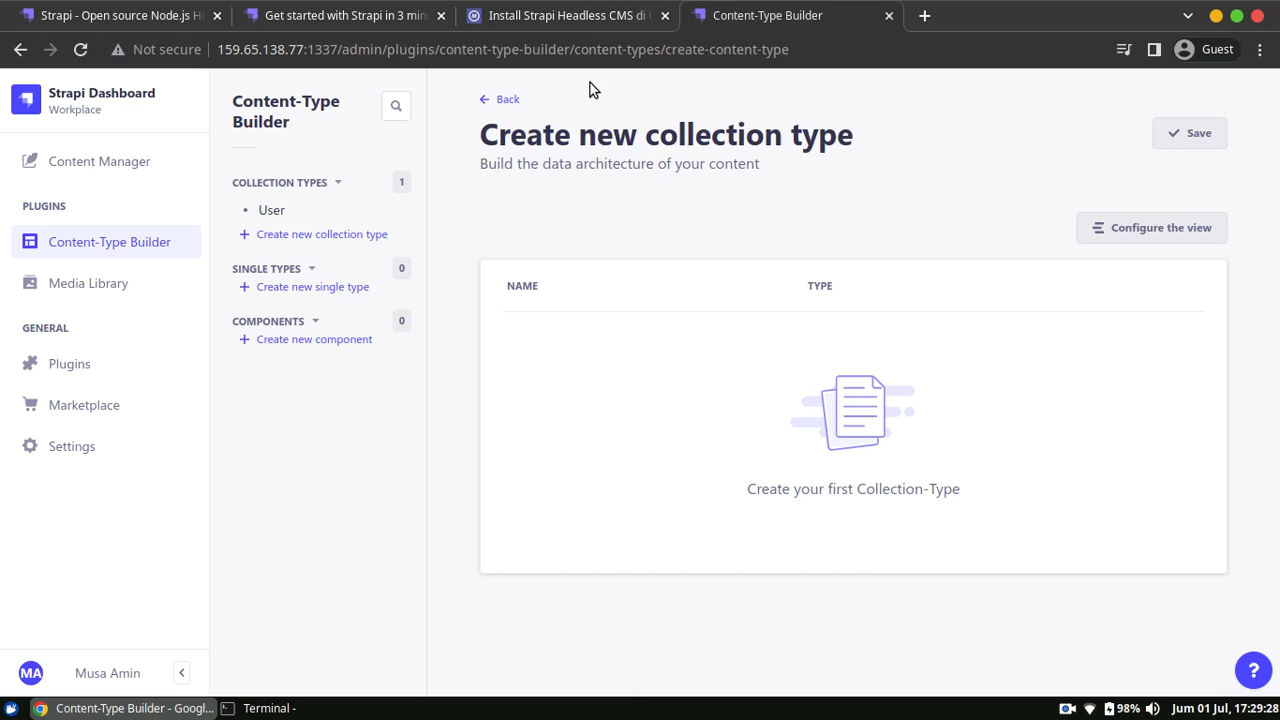 Strapi - Open source Node.js He
Get started with Strapi in 3 minu
Install Strapi Headless CMS di U
Content-Type Builder
Not secure
159.65.138.77:1337/admin/plugins/content-type-builder/content-types/create-content-type
Guest
Strapi Dashboard
Workplace
Content Manager
PLUGINS
Content-Type Builder
Media Library
GENERAL
Plugins
Marketplace
Settings
MA
Musa Amin
Content-Type
Builder
COLLECTION TYPES
1
• User
+ Create new collection type
SINGLE TYPES
0
+ Create new single type
COMPONENTS
0
+ Create new component
Back
Create new collection type
Save
Build the data architecture of your content
Configure the view
NAME
TYPE
Create your first Collection-Type
?
Content-Type Builder - Googl...
Terminal -
98%
Jum 01 Jul, 17:29:28